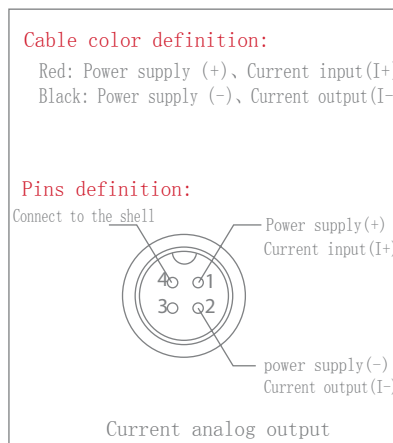 Cable color definition:
Red: Power supply (+)、Current input(I+
Black: Power supply (-)、Current output(I-
Pins definition:
Connect to the shell
Power supply(+)
Current input(I+)
4 1
3 2
power supply(-)
Current output(I-)
Current analog output